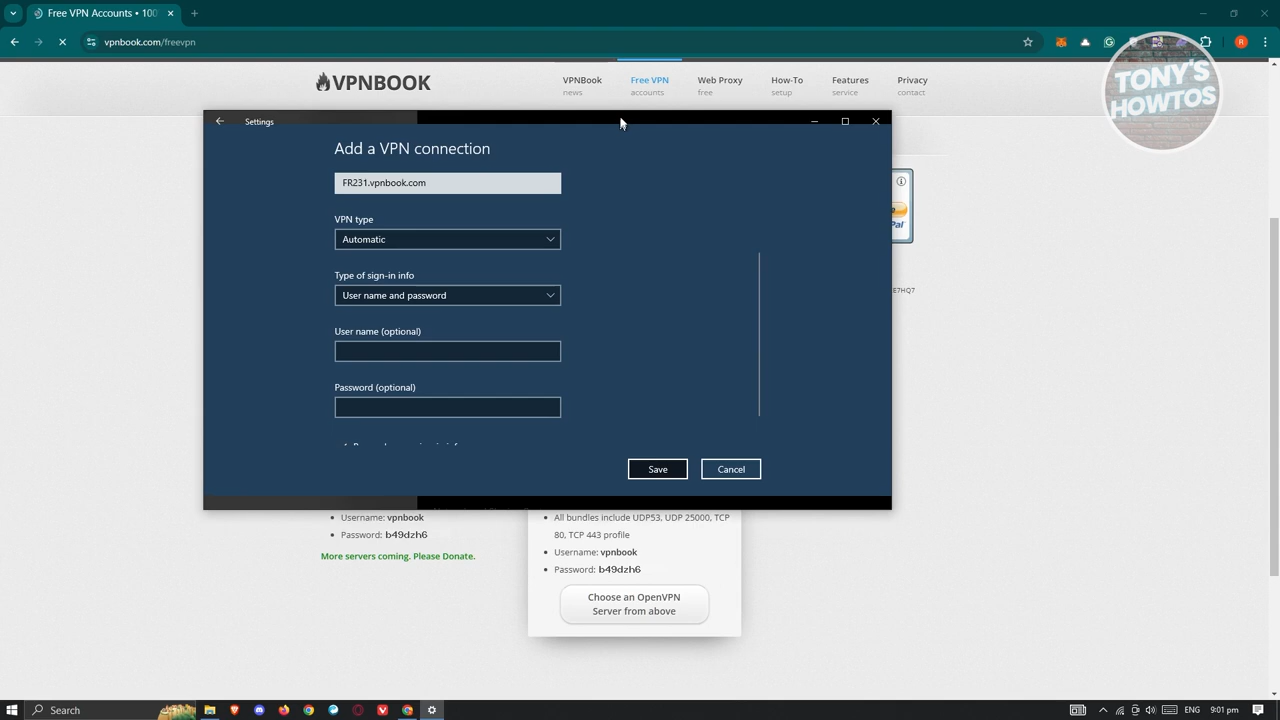 Free VPN Accounts • 100
vpnbook.com/freevpn
R
VPNBOOK
VPNBook
news
Free VPN
accounts
Web Proxy
free
How-To
setup
Features
service
Privacy
contact
TONY'S
HOWTOS
Settings
Add a VPN connection
FR231.vpnbook.com
VPN type
Automatic
Type of sign-in info
User name and password
User name (optional)
Password (optional)
Save
Cancel
Pal
E7HQ7
Username: vpnbook
Password: b49dzh6
More servers coming. Please Donate.
All bundles include UDP53, UDP 25000, TCP
80, TCP 443 profile
Username: vpnbook
Password: b49dzh6
Choose an OpenVPN
Server from above
Search
ENG
9:01 pm